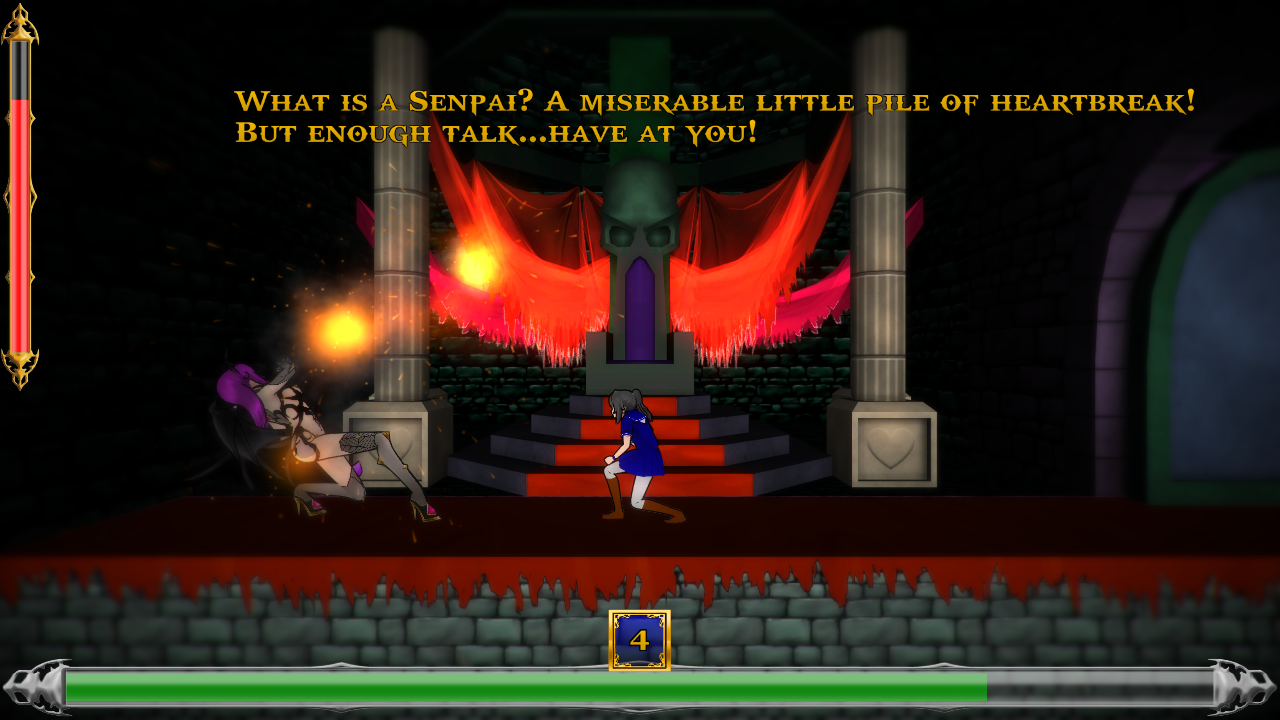 What is a Senpai? A miserable little pile of heartbreak!
But enough talk...have at you!
4